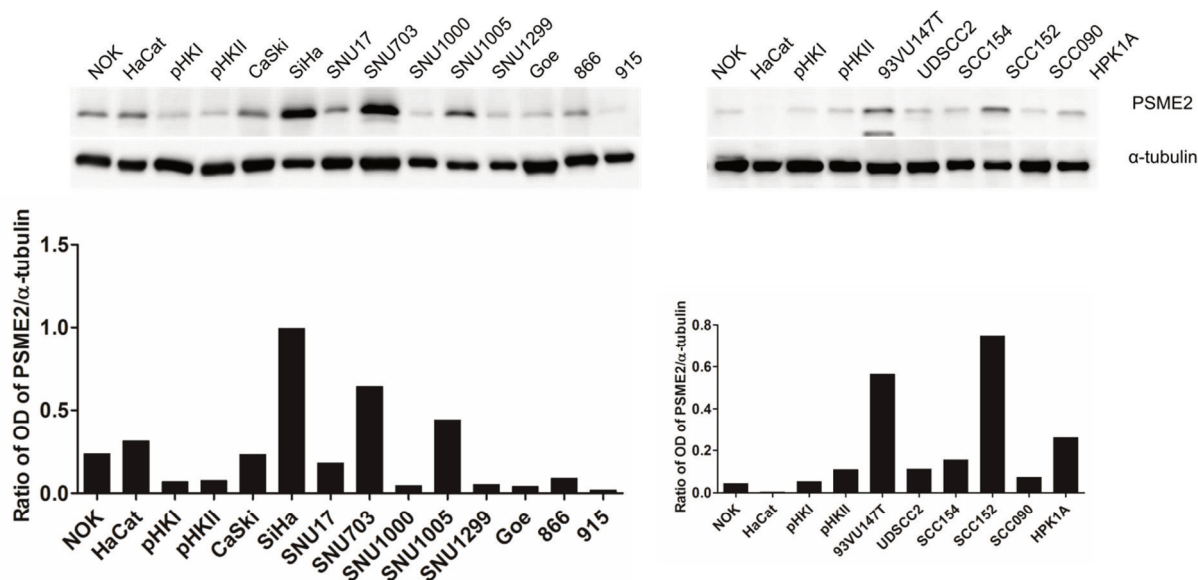 NOK HaCat pHKI pHKII CaSki SiHa SNU17 SNU703 SNU1000 SNU1005 SNU1299 Goe 866 915
NOK HaCat pHKI pHKII 93VU147T UDSCC2 SCC154 SCC152 SCC090 HPK1A
PSME2
α-tubulin
Ratio of OD of PSME2/α-tubulin
1.5
1.0
0.5
0.0
NOK HaCat pHKI pHKII CaSki SiHa SNU17 SNU703 SNU1000 SNU1005 SNU1299 Goe 866 915
Ratio of OD of PSME2/α-tubulin
0.8
0.6
0.4
0.2
0.0
NOK HaCat pHKI pHKII 93VU147T UDSCC2 SCC154 SCC152 SCC090 HPK1A